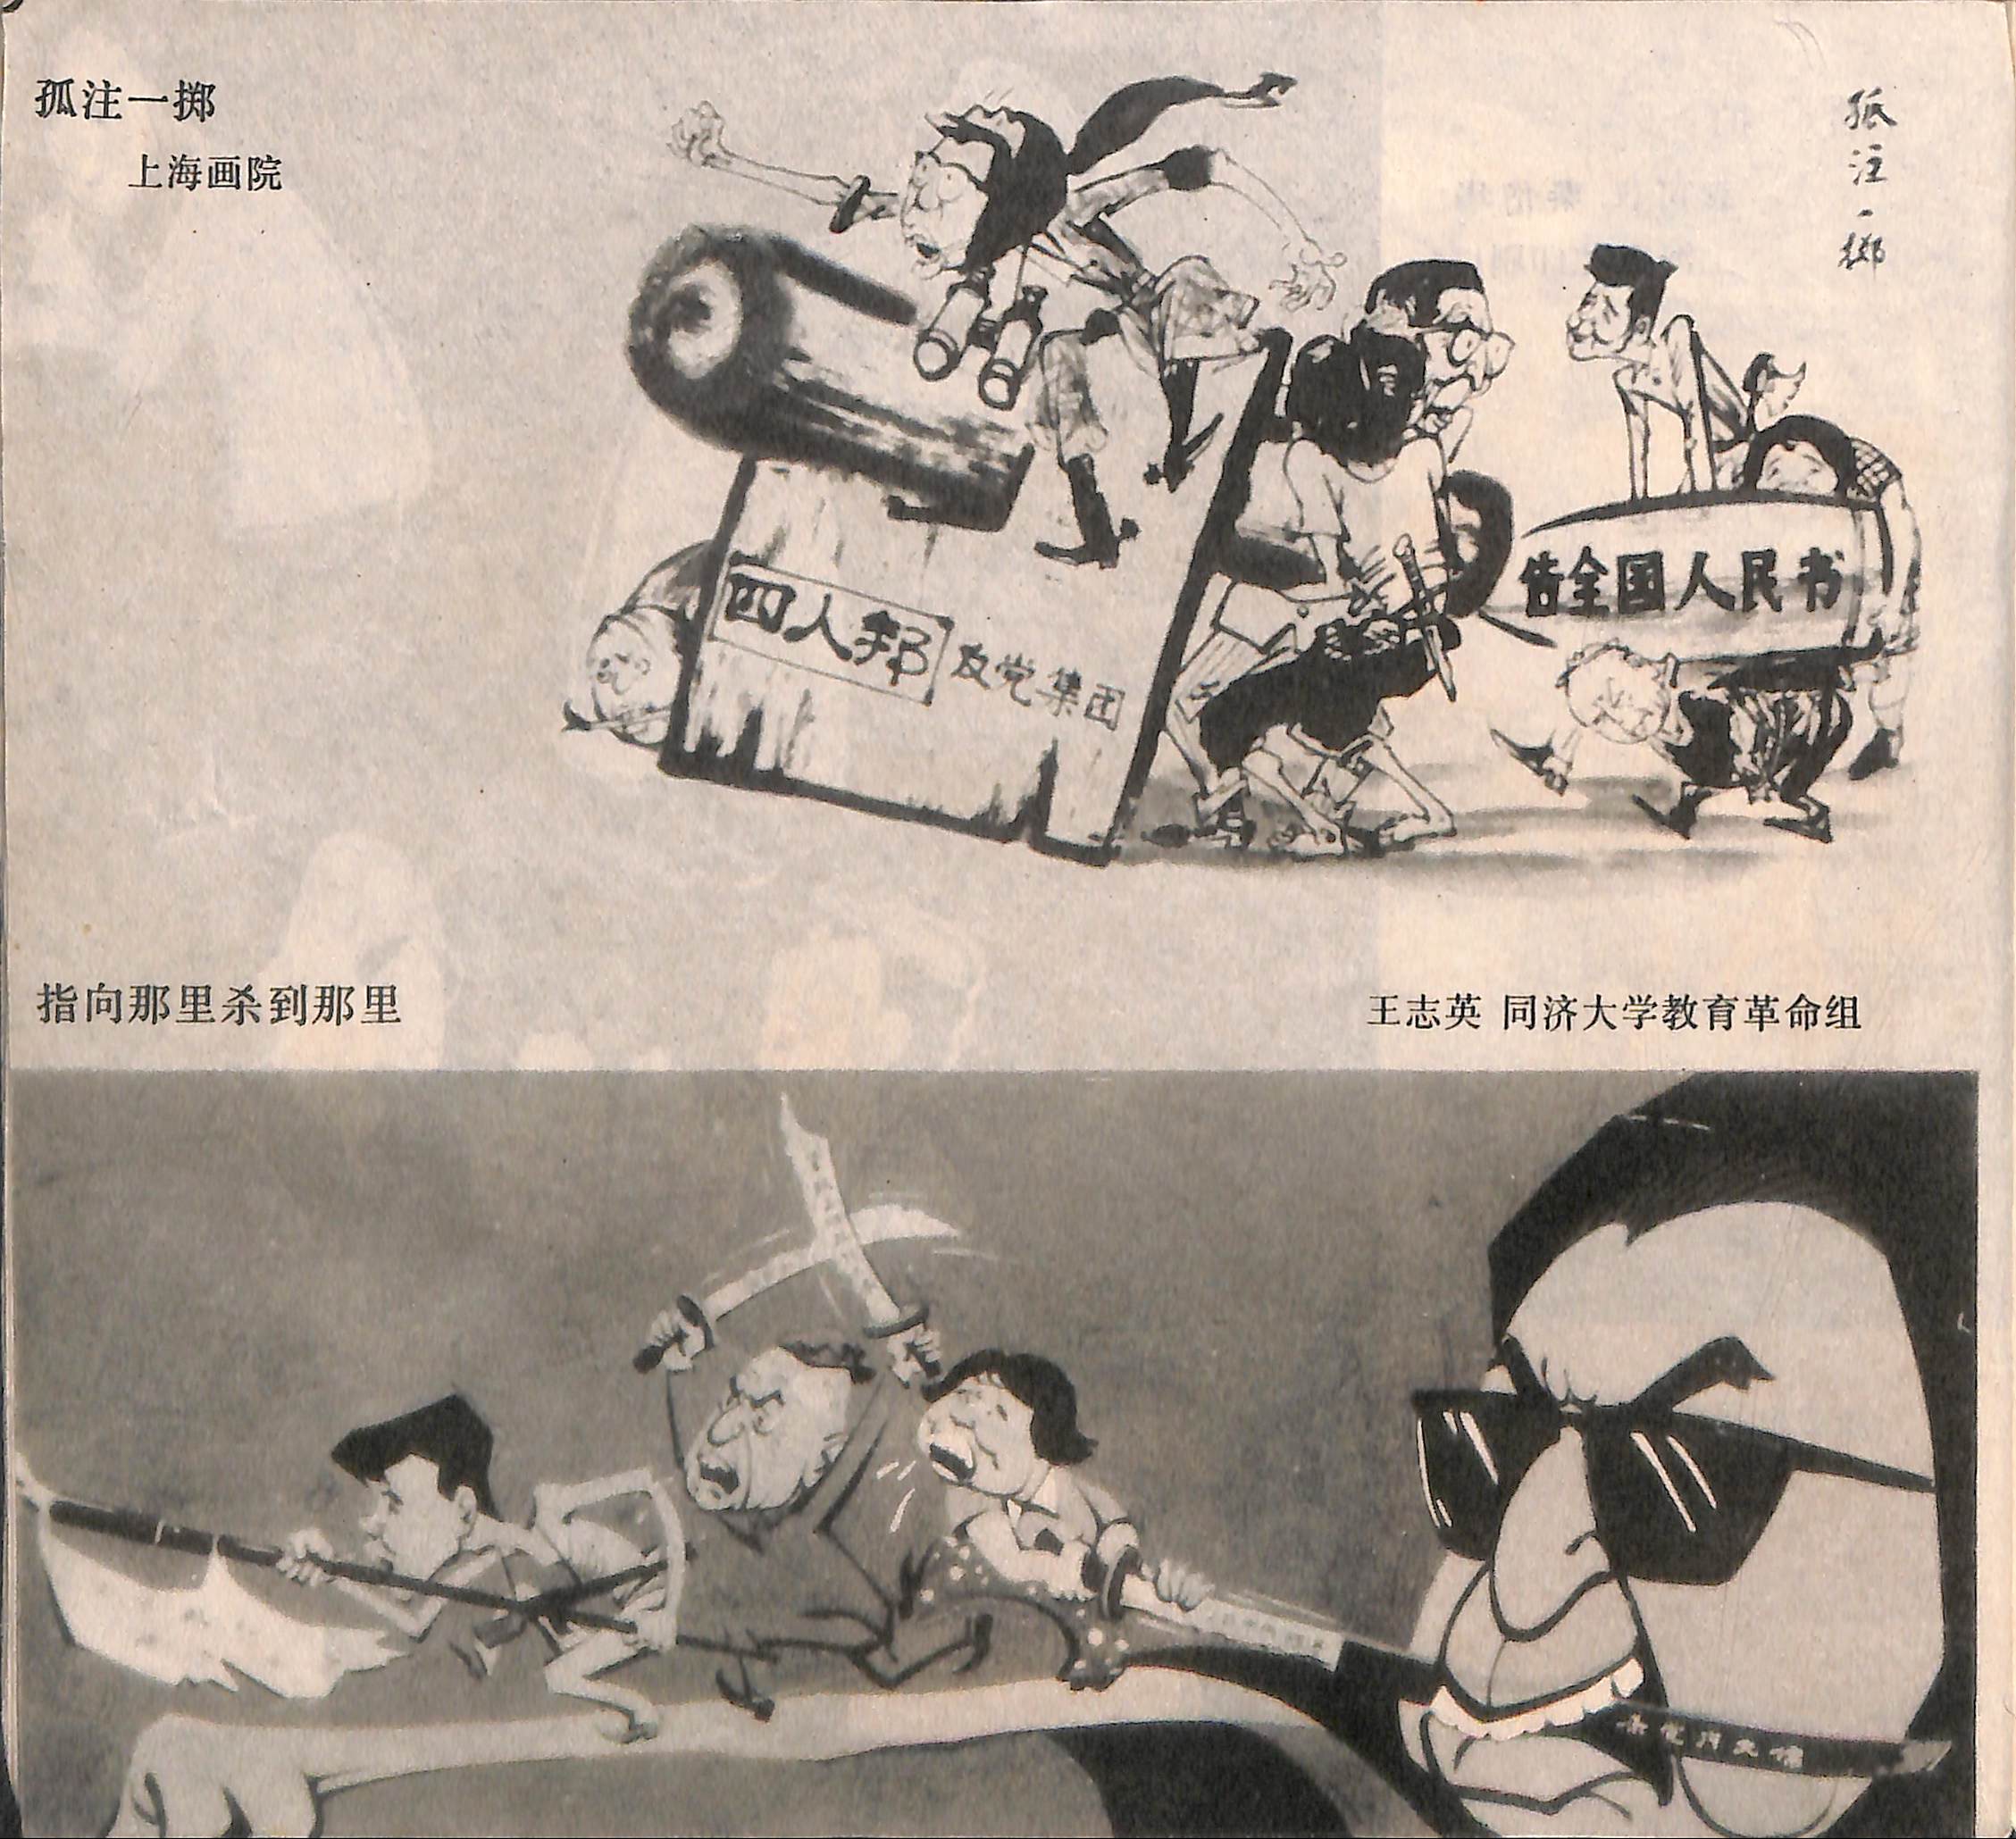 孤注一掷
上海画院
孤注一掷
四人邦反党集团
告全国人民书
指向那里杀到那里
王志英 同济大学教育革命组